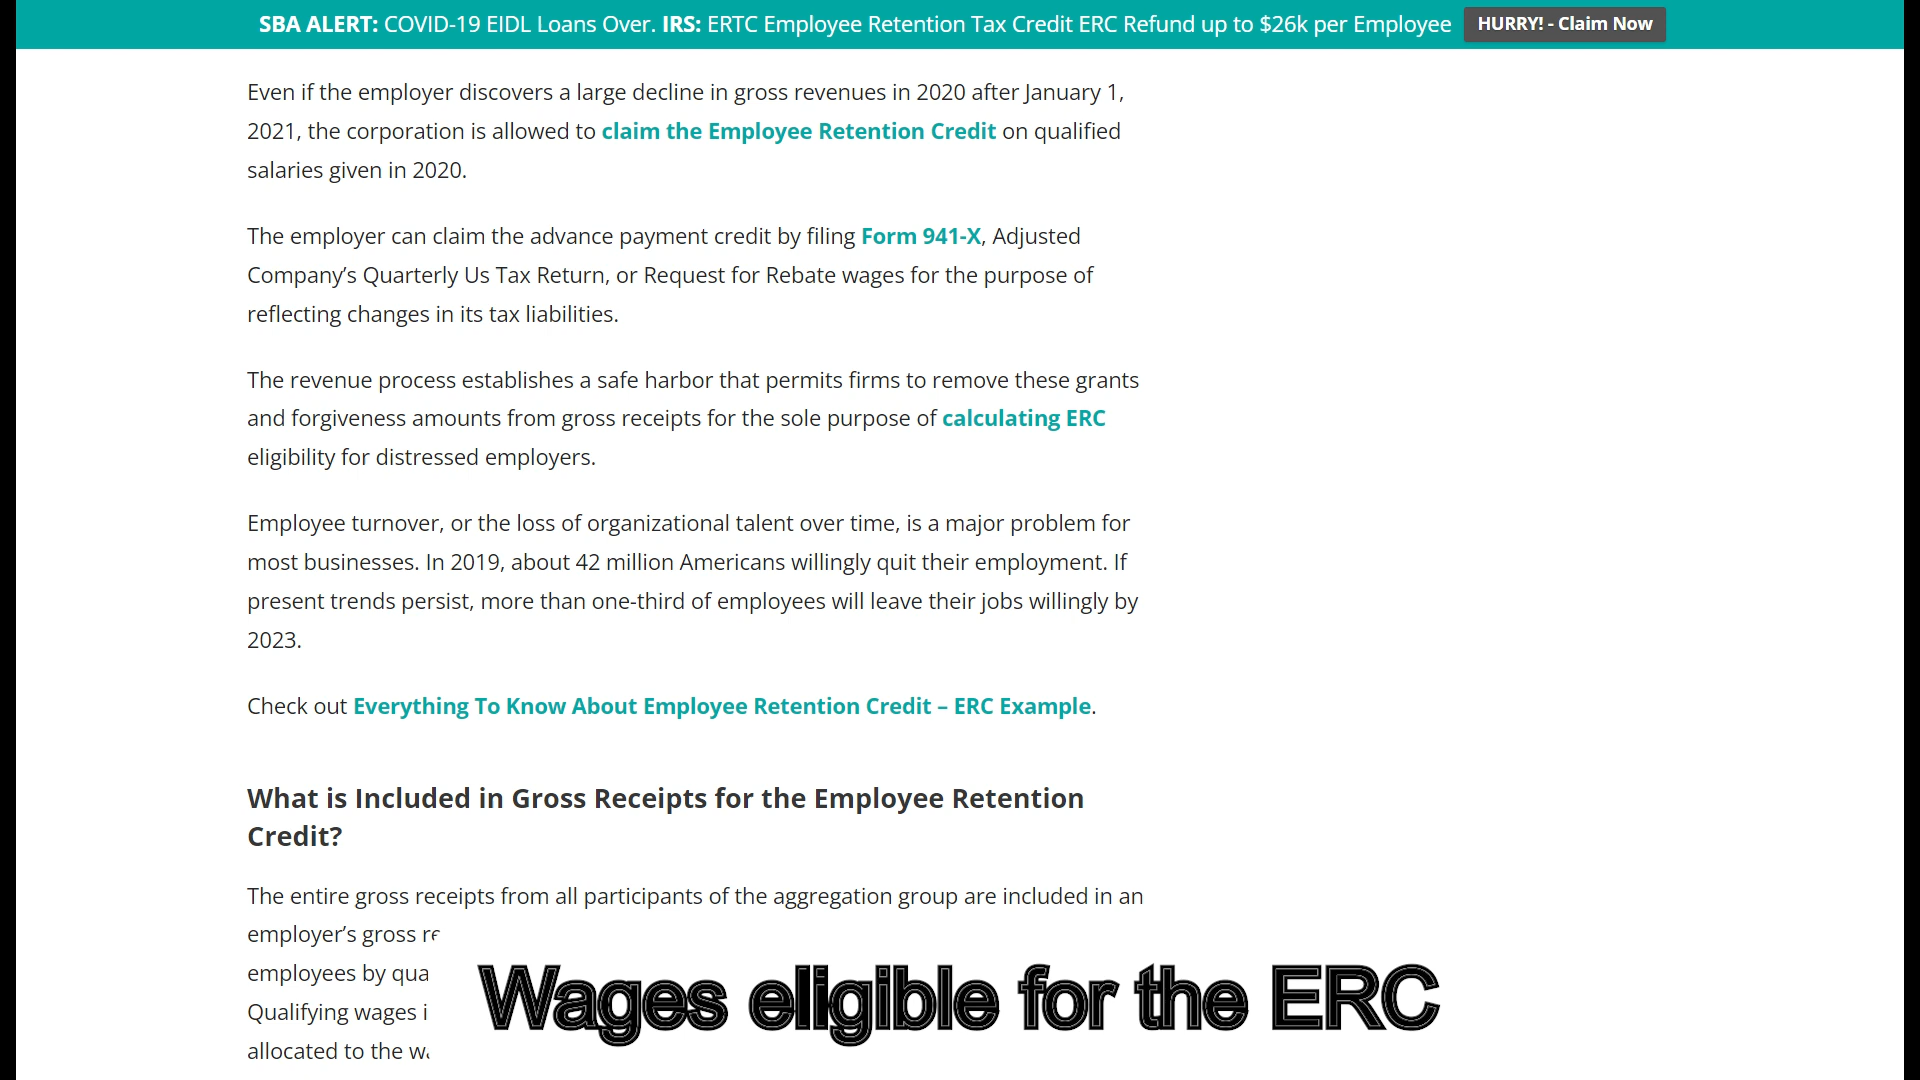 SBA ALERT: COVID-19 EIDL Loans Over. IRS: ERTC Employee Retention Tax Credit ERC Refund up to $26k per Employee HURRY! - Claim Now
Even if the employer discovers a large decline in gross revenues in 2020 after January 1,
2021, the corporation is allowed to claim the Employee Retention Credit on qualified
salaries given in 2020.
The employer can claim the advance payment credit by filing Form 941-X, Adjusted
Company’s Quarterly Us Tax Return, or Request for Rebate wages for the purpose of
reflecting changes in its tax liabilities.
The revenue process establishes a safe harbor that permits firms to remove these grants
and forgiveness amounts from gross receipts for the sole purpose of calculating ERC
eligibility for distressed employers.
Employee turnover, or the loss of organizational talent over time, is a major problem for
most businesses. In 2019, about 42 million Americans willingly quit their employment. If
present trends persist, more than one-third of employees will leave their jobs willingly by
2023.
Check out Everything To Know About Employee Retention Credit – ERC Example.
What is Included in Gross Receipts for the Employee Retention
Credit?
The entire gross receipts from all participants of the aggregation group are included in an
employer’s gross
employees by
Qualifying wages
allocated to the
Wages eligible for the ERC